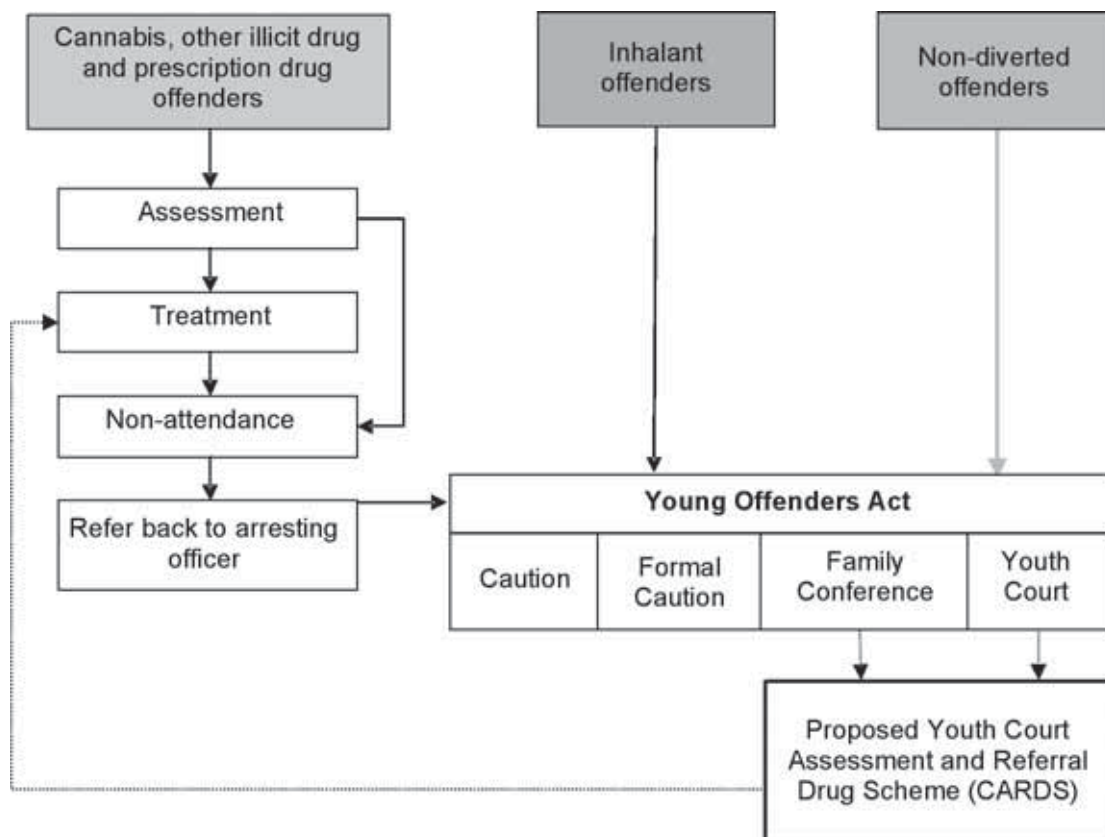 Cannabis, other illicit drug
and prescription drug
offenders
Inhalant
offenders
Non-diverted
offenders
Assessment
Treatment
Non-attendance
Refer back to arresting
officer
Young Offenders Act
Caution
Formal
Caution
Family
Conference
Youth
Court
Proposed Youth Court
Assessment and Referral
Drug Scheme (CARDS)